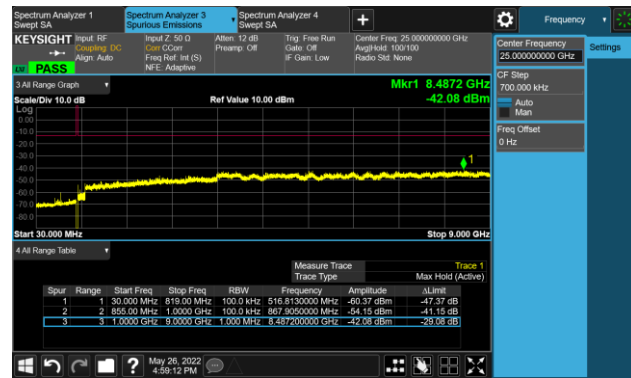 Spectrum Analyzer 1
Swept SA
Spectrum Analyzer 3
Spurious Emissions
Spectrum Analyzer 4
Swept SA
+
Frequency
KEYSIGHT
Input: RF
Coupling: DC
Align: Auto
Input Z: 50 Ω
Corr CCorr
Freq Ref: Int (S)
NFE: Adaptive
Atten: 12 dB
Preamp: Off
Trig: Free Run
Gate: Off
IF Gain: Low
Center Freq: 25.000000000 GHz
Avg|Hold: 100/100
Radio Std: None
PASS
Center Frequency
25.000000000 GHz
Settings
CF Step
700.000 kHz
Auto
Man
Freq Offset
0 Hz
3 All Range Graph
Mkr1 8.4872 GHz
Scale/Div 10.0 dB
Ref Value 10.00 dBm
-42.08 dBm
Log
0.00
-10.0
-20.0
-30.0
-40.0
-50.0
-60.0
-70.0
-80.0
1
Start 30.000 MHz
Stop 9.000 GHz
4 All Range Table
Measure Trace Trace 1
Trace Type Max Hold (Active)
Spur Range Start Freq Stop Freq RBW Frequency Amplitude ΔLimit
1 1 30.000 MHz 819.00 MHz 100.0 kHz 516.8130000 MHz -60.37 dBm -47.37 dB
2 2 855.00 MHz 1.0000 GHz 100.0 kHz 867.9050000 MHz -54.15 dBm -41.15 dB
3 3 1.0000 GHz 9.0000 GHz 1.000 MHz 8.487200000 GHz -42.08 dBm -29.08 dB
?
May 26, 2022
4:59:12 PM